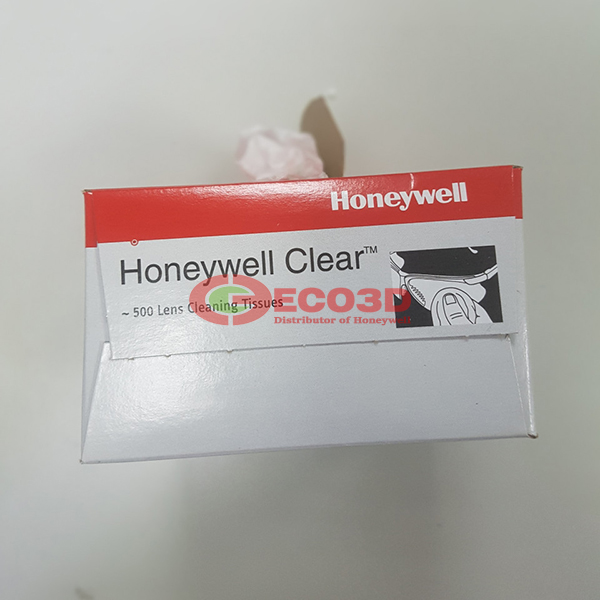 Honeywell
Honeywell Clear™
~ 500 Lens Cleaning Tissues
ECO3D
Distributor of Honeywell